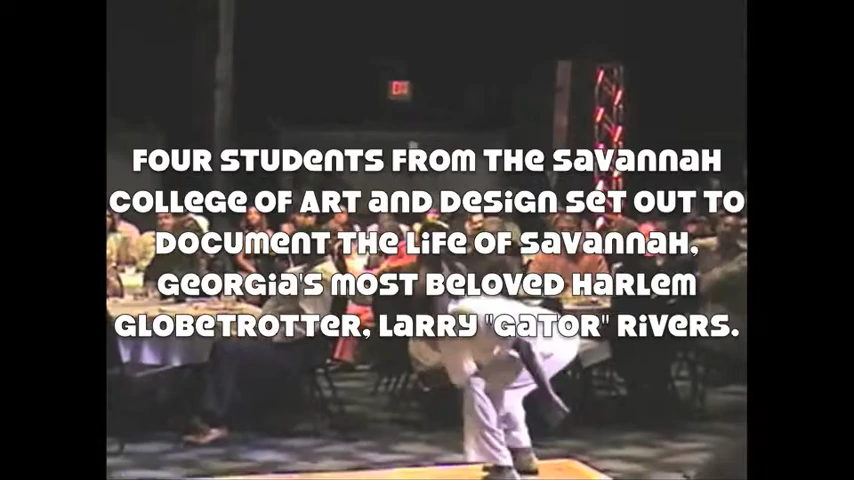 FOUR STUDENTS FROM THE SAVANNAH
COLLEGE OF ART AND DESIGN SET OUT TO
DOCUMENT THE LIFE OF SAVANNAH,
GEORGIA'S MOST BELOVED HARLEM
GLOBETROTTER, LARRY "GATOR" RIVERS.